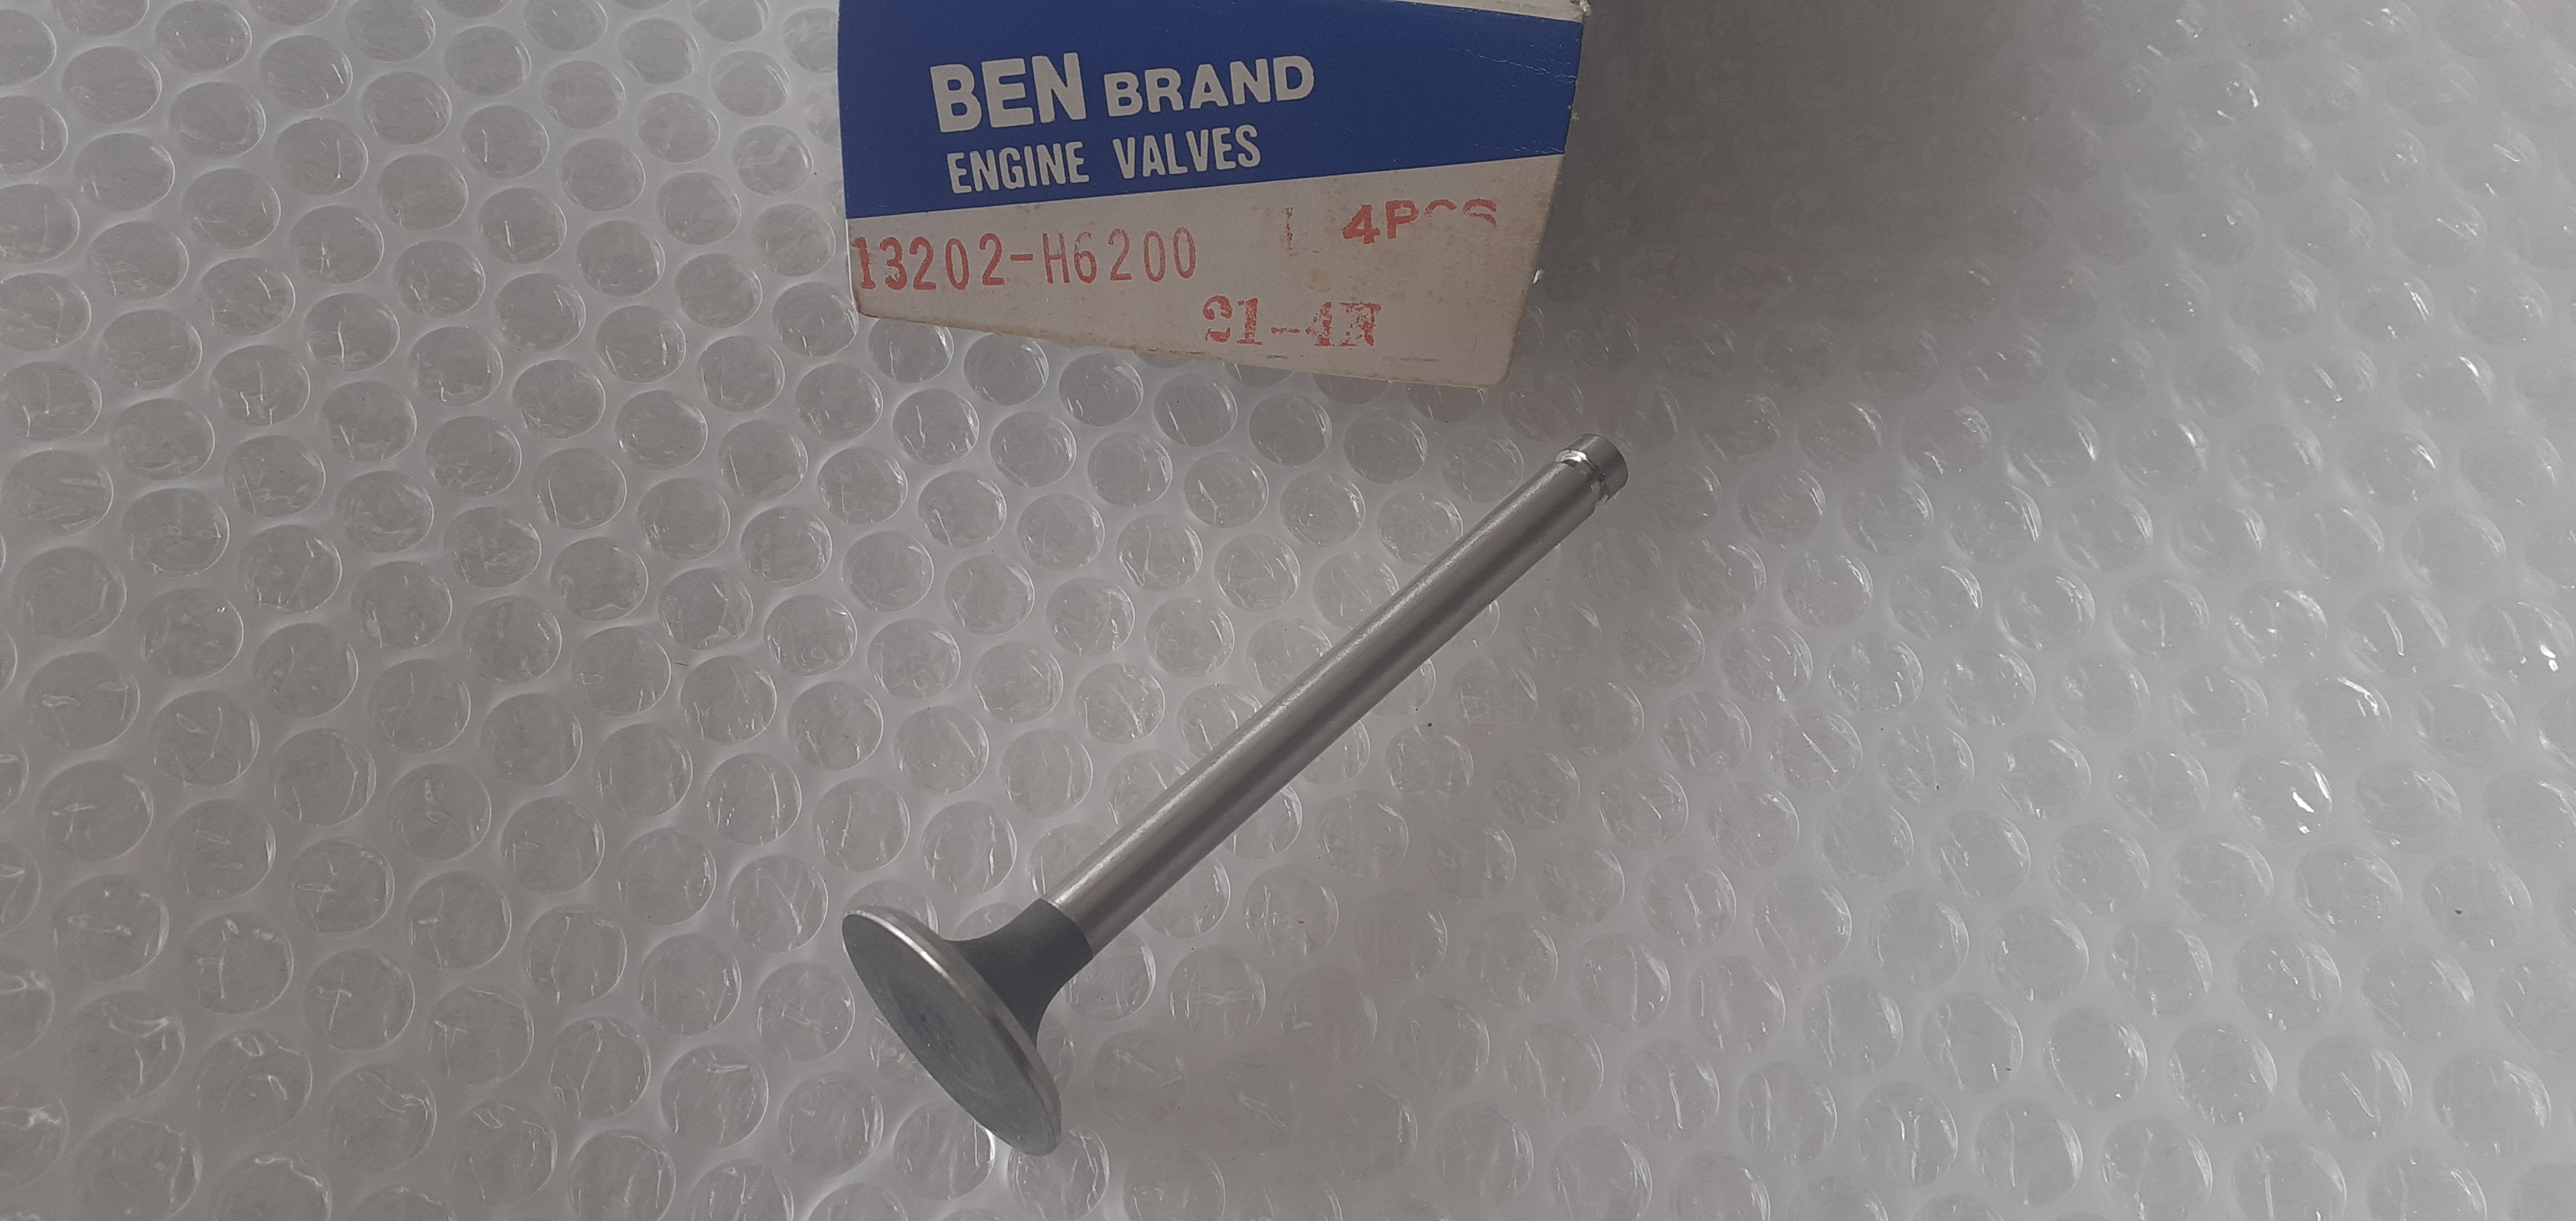 BEN BRAND
ENGINE VALVES
4PCS
13202-H6200